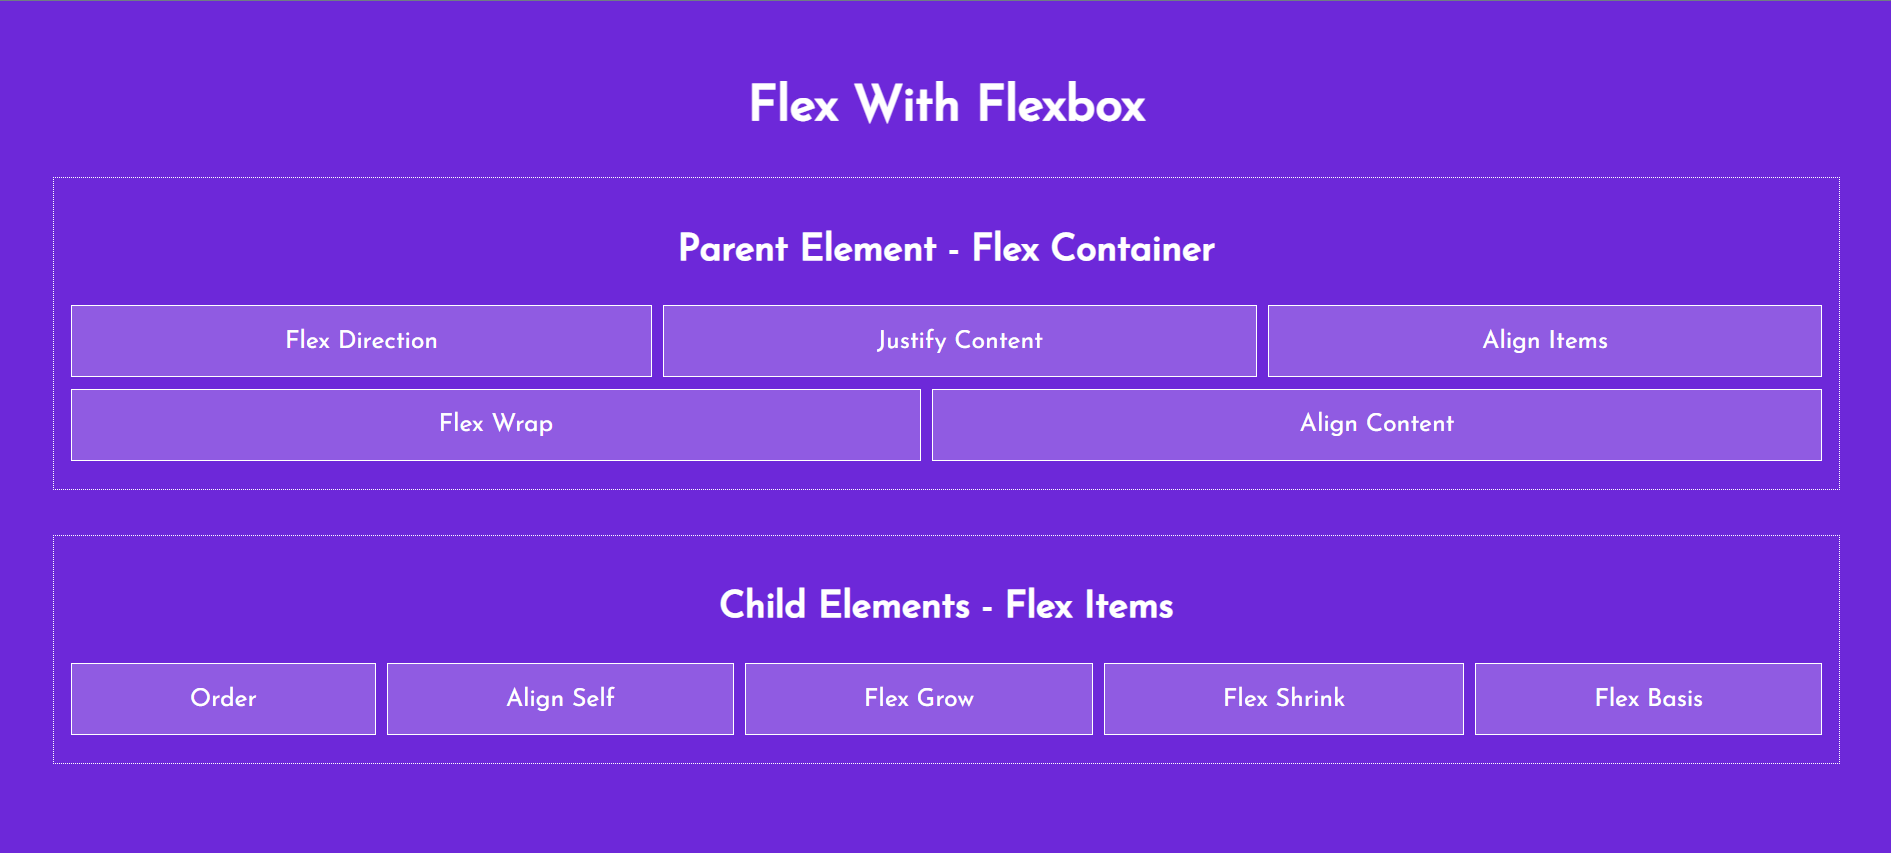 Flex With Flexbox
Parent Element - Flex Container
Flex Direction
Justify Content
Align Items
Flex Wrap
Align Content
Child Elements - Flex Items
Order
Align Self
Flex Grow
Flex Shrink
Flex Basis